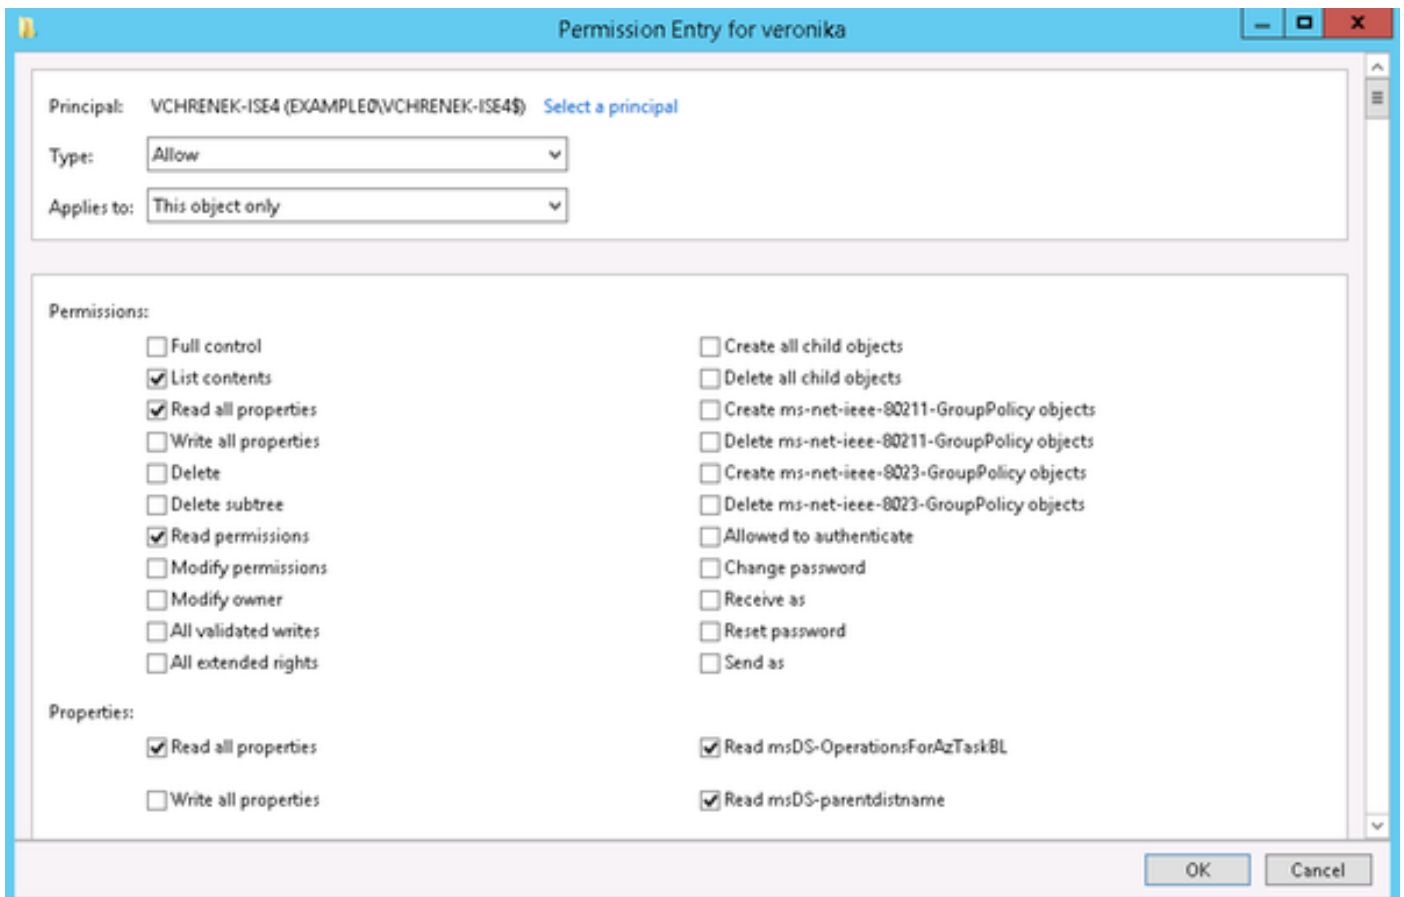 Permission Entry for veronika
Principal: VCHRENEK-ISE4 (EXAMPLE0\VCHRENEK-ISE4$) Select a principal
Type: Allow
Applies to: This object only
Permissions:
Full control
List contents
Read all properties
Write all properties
Delete
Delete subtree
Read permissions
Modify permissions
Modify owner
All validated writes
All extended rights
Create all child objects
Delete all child objects
Create ms-net-ieee-80211-GroupPolicy objects
Delete ms-net-ieee-80211-GroupPolicy objects
Create ms-net-ieee-8023-GroupPolicy objects
Delete ms-net-ieee-8023-GroupPolicy objects
Allowed to authenticate
Change password
Receive as
Reset password
Send as
Properties:
Read all properties
Write all properties
Read msDS-OperationsForAzTaskBL
Read msDS-parentdistname
OK Cancel